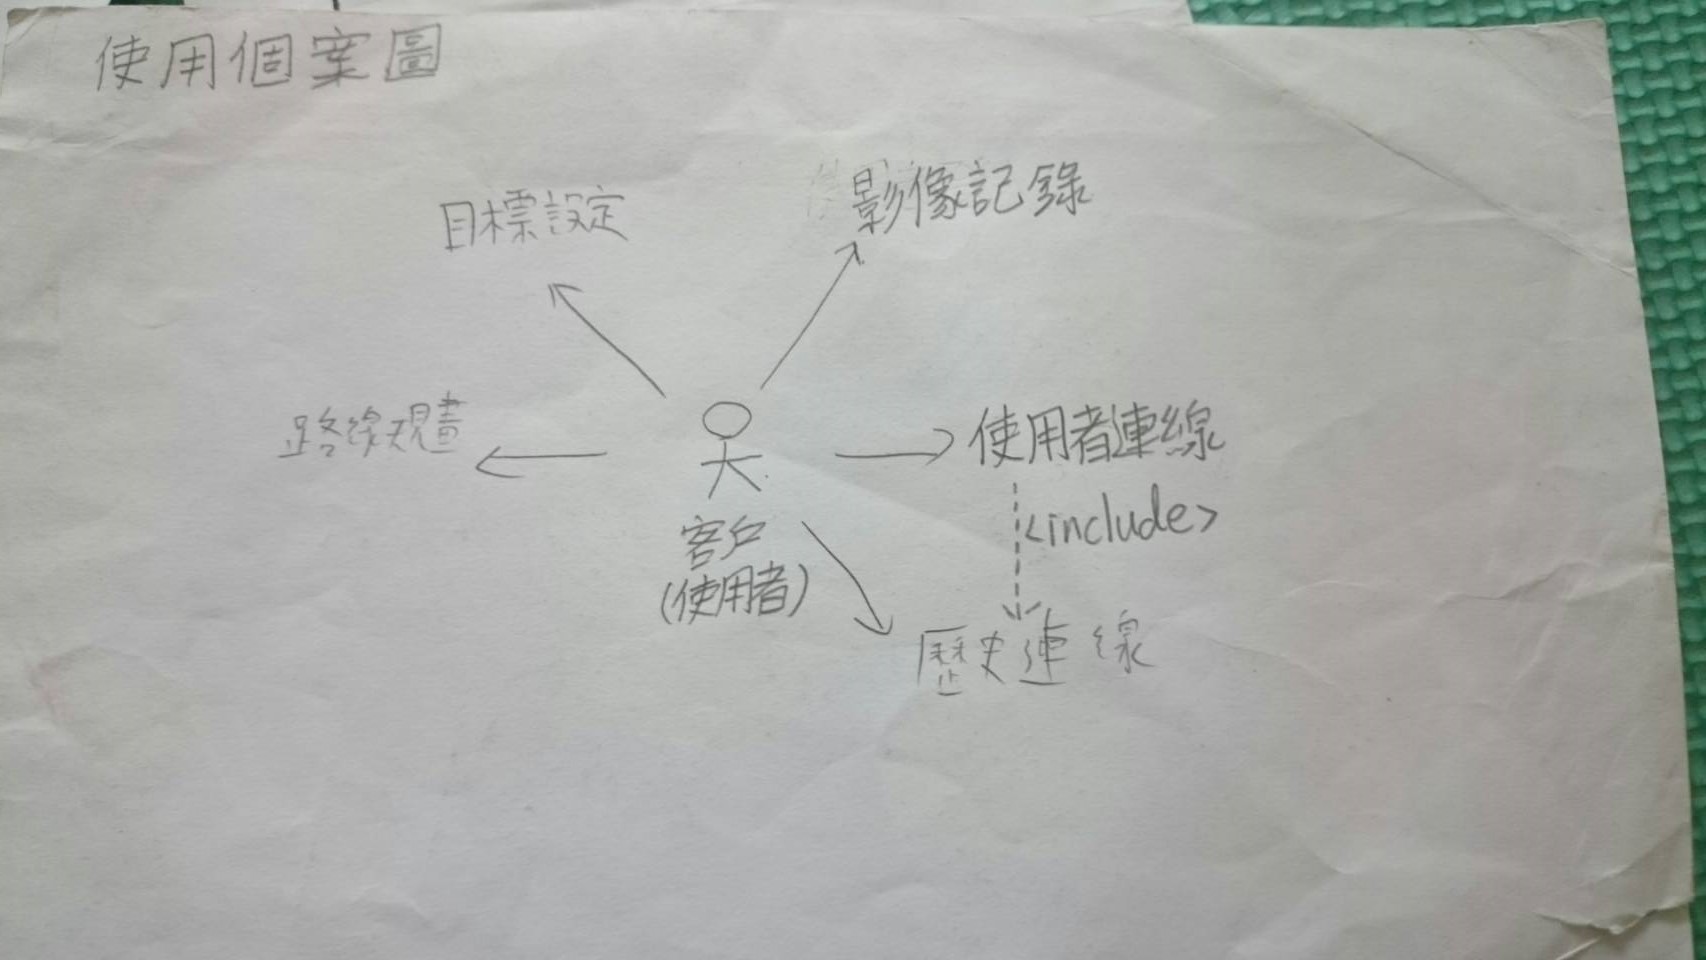 使用個案圖
目標設定
影像記錄
路線規畫
使用者連線
<include>
客戶
(使用者)
歷史連線